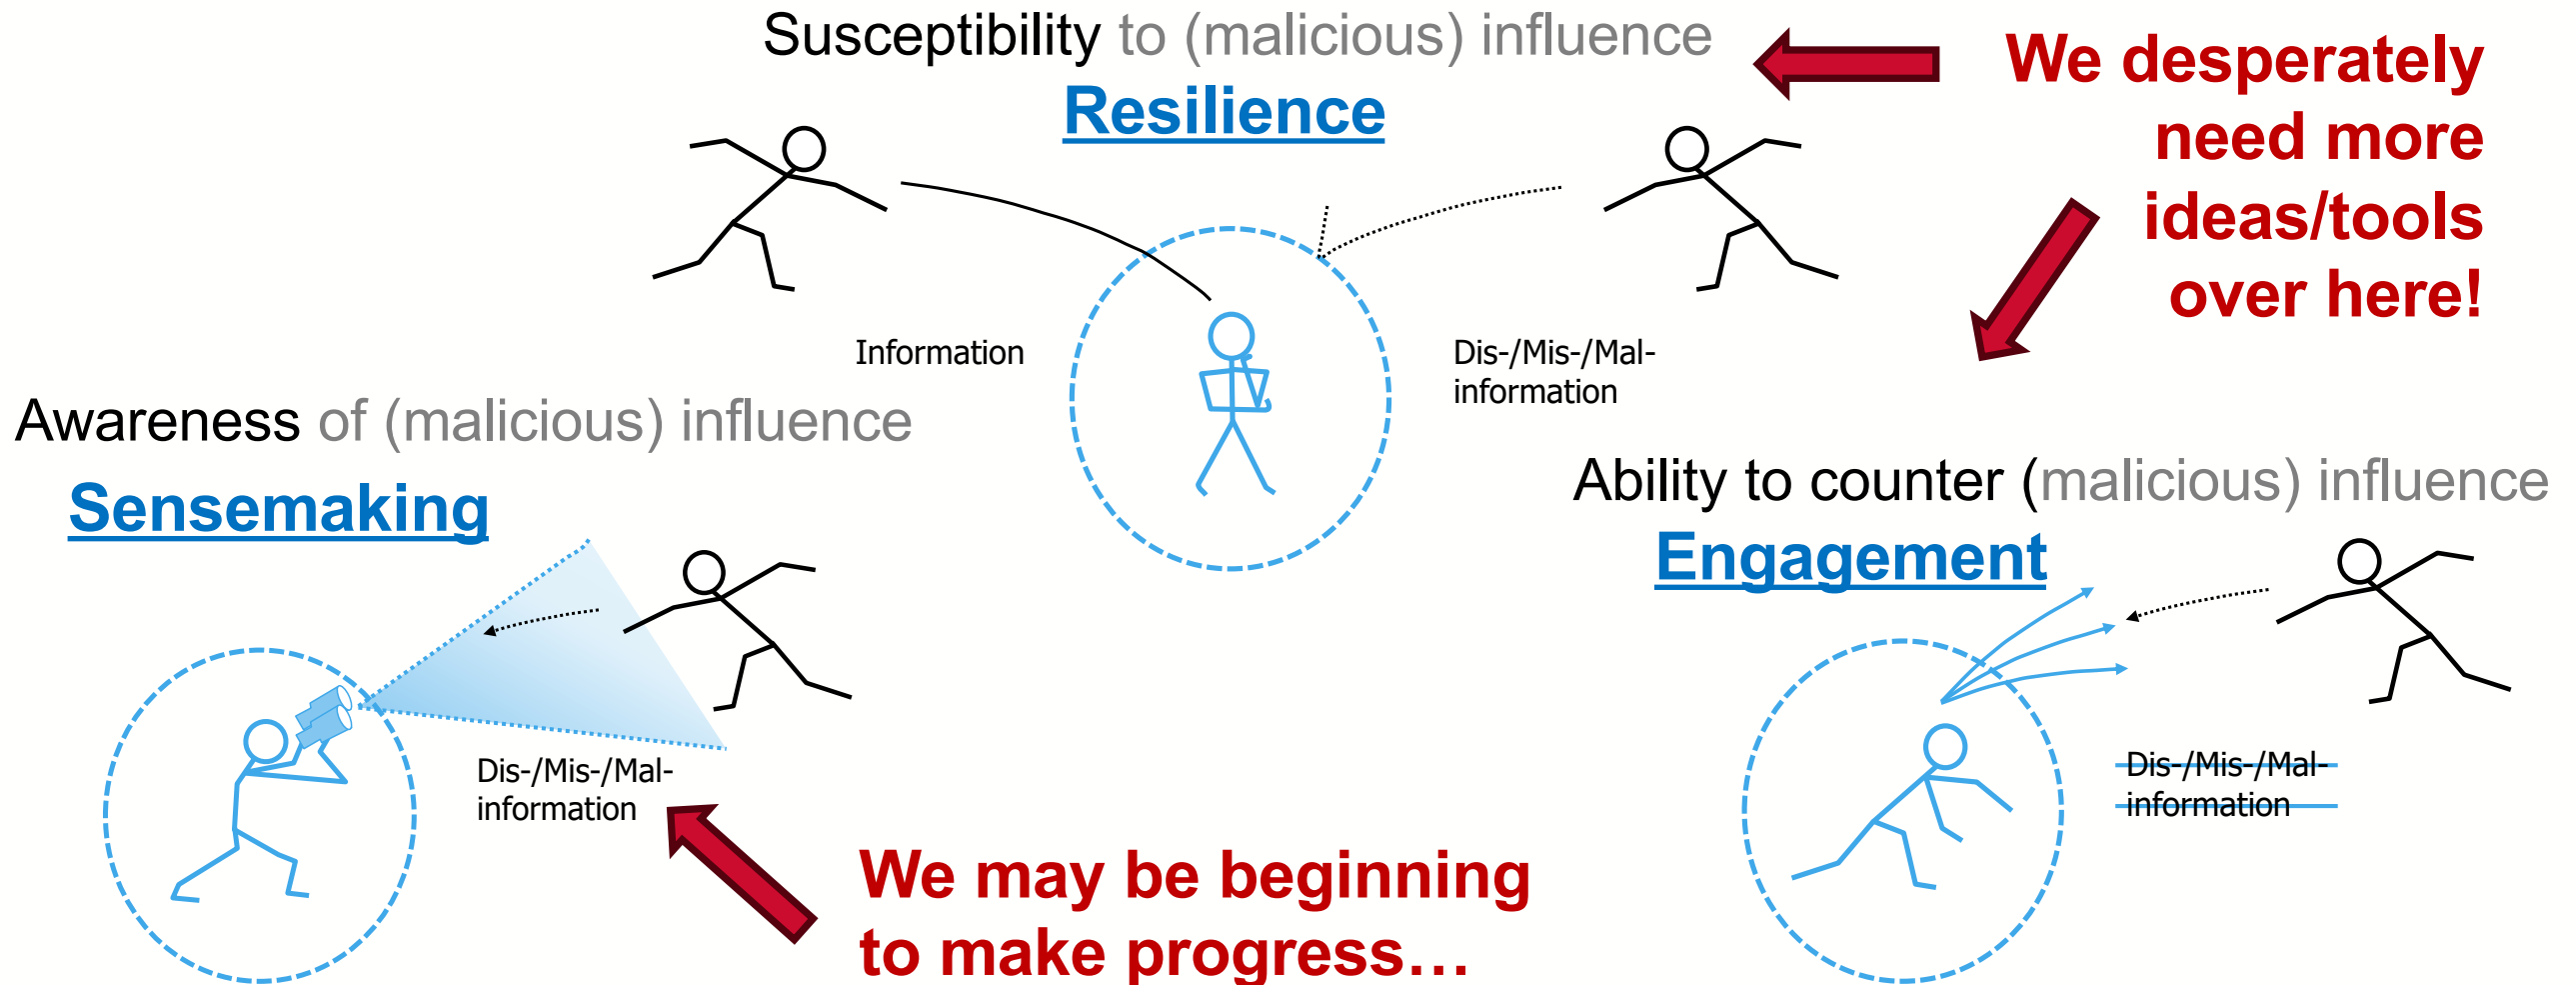 Susceptibility to (malicious) influence
Resilience
We desperately
need more
ideas/tools
over here!
Information
Dis-/Mis-/Mal-
information
Awareness of (malicious) influence
Sensemaking
Dis-/Mis-/Mal-
information
We may be beginning
to make progress…
Ability to counter (malicious) influence
Engagement
Dis-/Mis-/Mal-
information